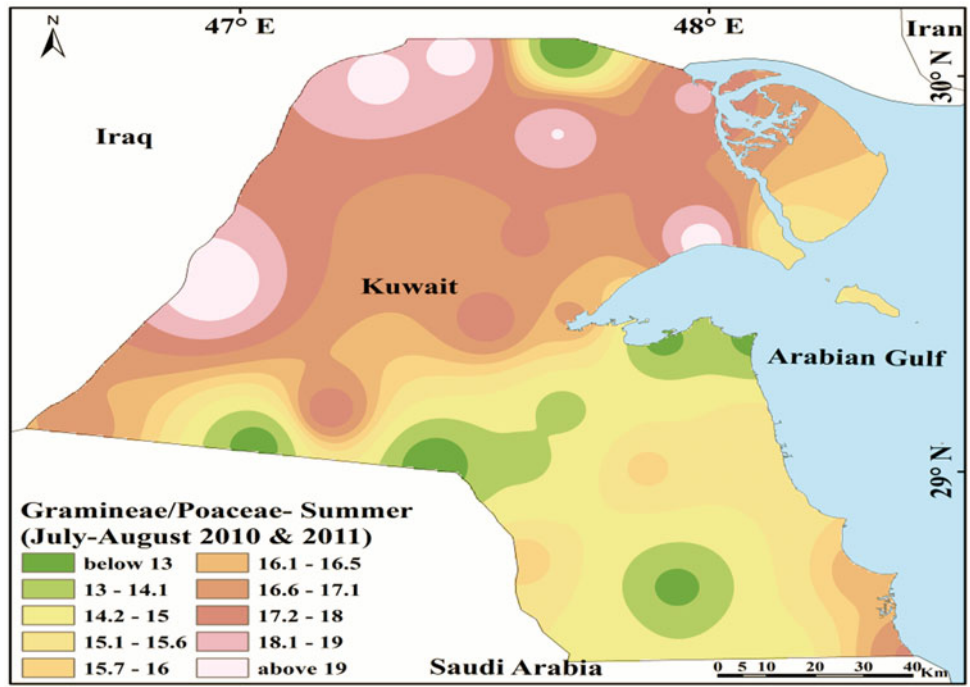 N
47° E
48° E
Iran
30° N
Iraq
Kuwait
Arabian Gulf
29° N
Gramineae/Poaceae- Summer
(July-August 2010 & 2011)
below 13
13 - 14.1
14.2 - 15
15.1 - 15.6
15.7 - 16
16.1 - 16.5
16.6 - 17.1
17.2 - 18
18.1 - 19
above 19
Saudi Arabia
0 5 10 20 30 40
Km